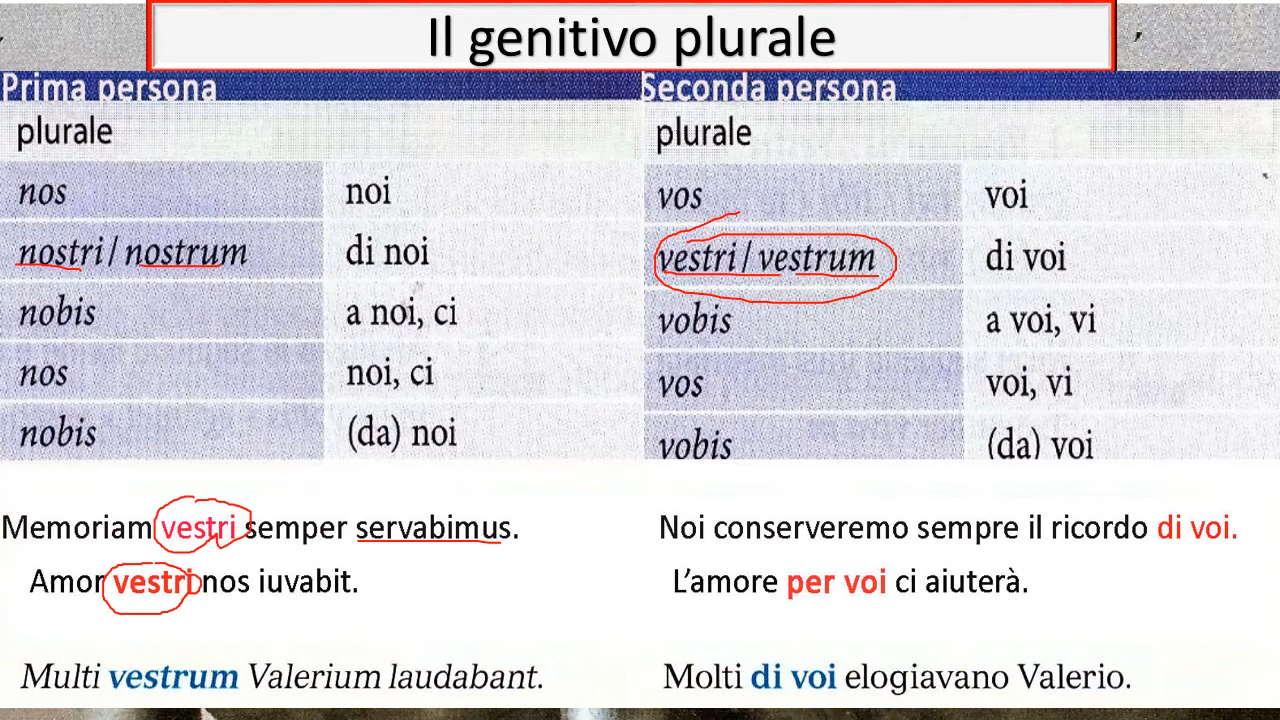 Il genitivo plurale
Prima persona
plurale
nos noi
nostri / nostrum di noi
nobis a noi, ci
nos noi, ci
nobis (da) noi
Seconda persona
plurale
vos voi
vestri / vestrum di voi
vobis a voi, vi
vos voi, vi
vobis (da) voi
Memoriam vestri semper servabimus. Noi conserveremo sempre il ricordo di voi.
Amor vestri nos iuvabit. L'amore per voi ci aiuterà.
Multi vestrum Valerium laudabant. Molti di voi elogiavano Valerio.